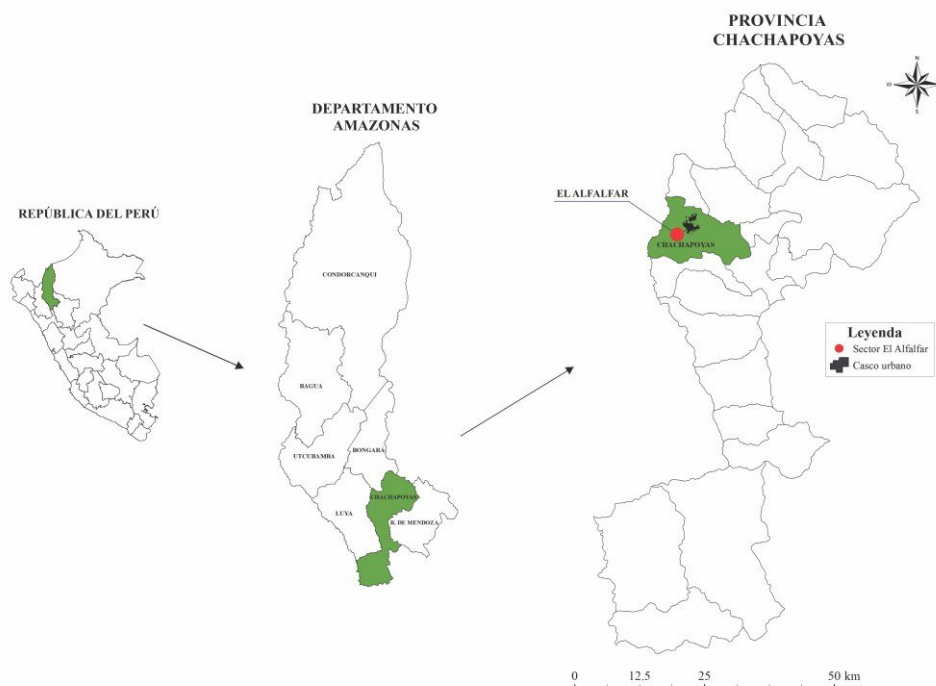 REPÚBLICA DEL PERÚ
DEPARTAMENTO
AMAZONAS
CONDORCANQUI
BAGUA
UTCUBAMBA
BONGARA
CHACHAPOYAS
LUYA
R. DE MENDOZA
PROVINCIA
CHACHAPOYAS
N
W
E
S
EL ALFALFAR
CHACHAPOYAS
Leyenda
Sector El Alfalfar
Casco urbano
0 12.5 25 50 km